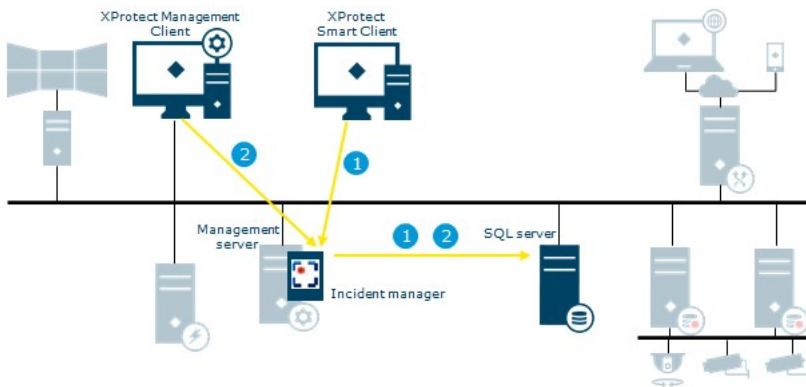 XProtect Management
Client
XProtect
Smart Client
2
1
Management
server
1 2
SQL server
Incident manager